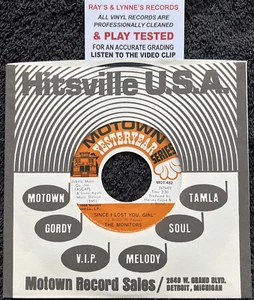 RAY'S & LYNNE'S RECORDS
ALL VINYL RECORDS ARE
PROFESSIONALLY CLEANED
& PLAY TESTED
FOR AN ACCURATE GRADING
LISTEN TO THE VIDEO CLIP
Hitsville U.S.A.
MOTOWN
YESTERYEAR
SERIES
SINCE I LOST YOU, GIRL
THE MONITORS
MOTOWN
TAMLA
GORDY
SOUL
V.I.P.
MELODY
Motown Record Sales/ 2648 W. GRAND BLVD.
DETROIT, MICHIGAN